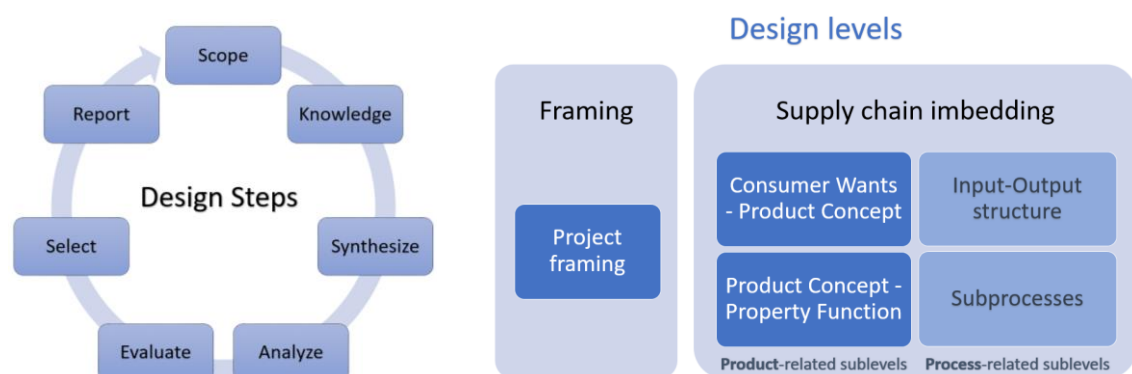 Scope
Knowledge
Synthesize
Analyze
Evaluate
Select
Report
Design Steps
Design levels
Framing
Project
framing
Supply chain imbedding
Consumer Wants
- Product Concept
Input-Output
structure
Product Concept -
Property Function
Subprocesses
Product-related sublevels
Process-related sublevels